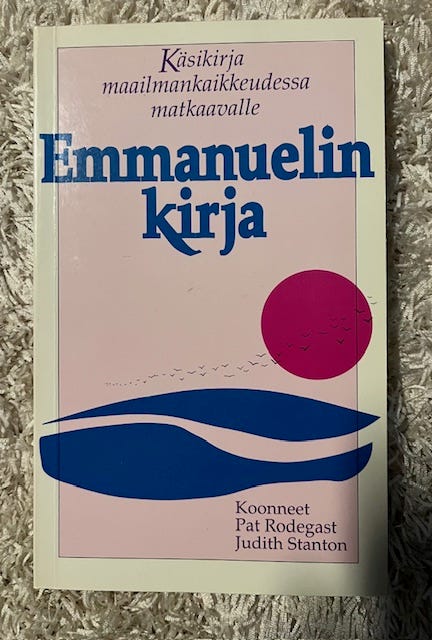 Käsikirja
maailmankaikkeudessa
matkaavalle
Emmanuelin
kirja
Koonneet
Pat Rodegast
Judith Stanton